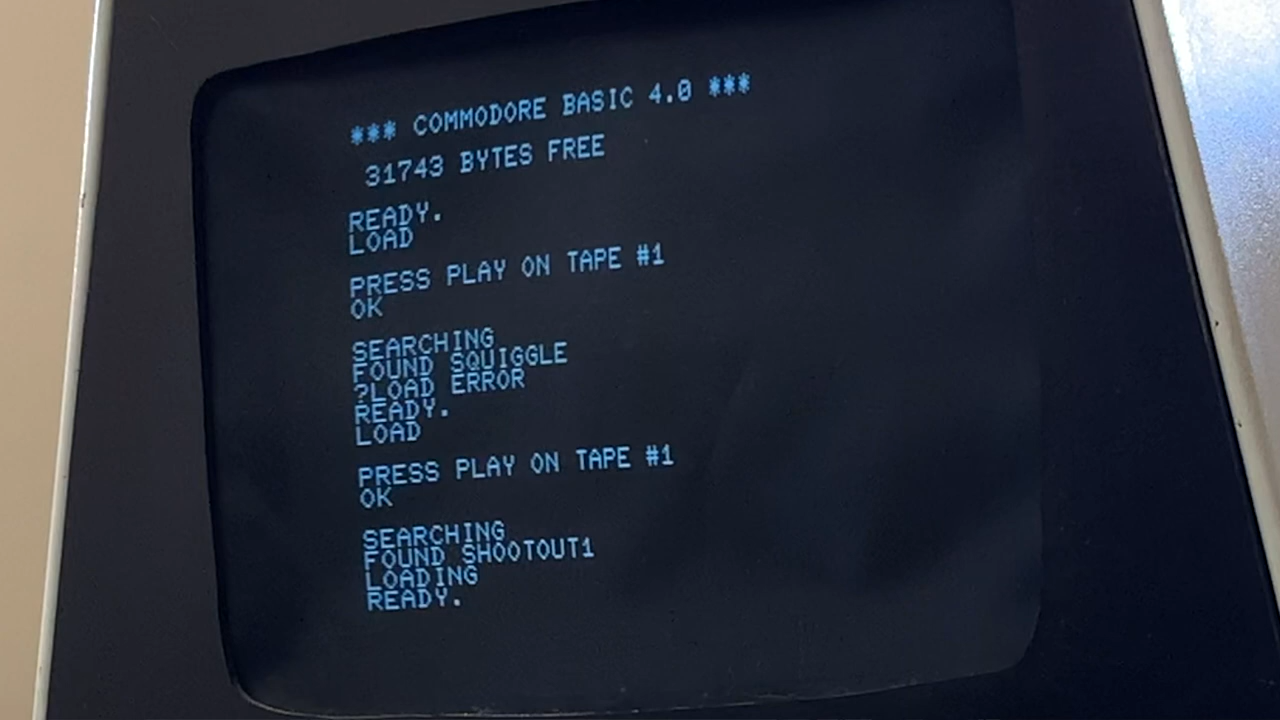 *** COMMODORE BASIC 4.0 ***
31743 BYTES FREE
READY.
LOAD
PRESS PLAY ON TAPE #1
OK
SEARCHING
FOUND SQUIGGLE
?LOAD ERROR
READY.
LOAD
PRESS PLAY ON TAPE #1
OK
SEARCHING
FOUND SHOOTOUT1
LOADING
READY.